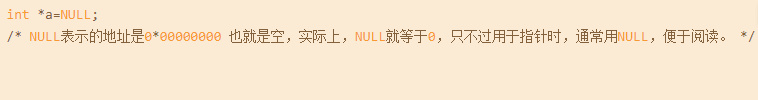 int *a=NULL;
/* NULL表示的地址是0*00000000 也就是空，实际上，NULL就等于0，只不过用于指针时，通常用NULL，便于阅读。 */